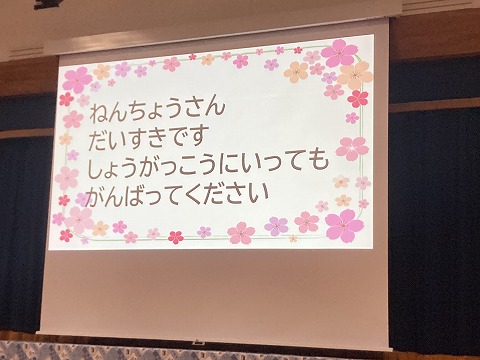 ねんちょうさん
だいすきです
しょうがっこうにいっても
がんばってください